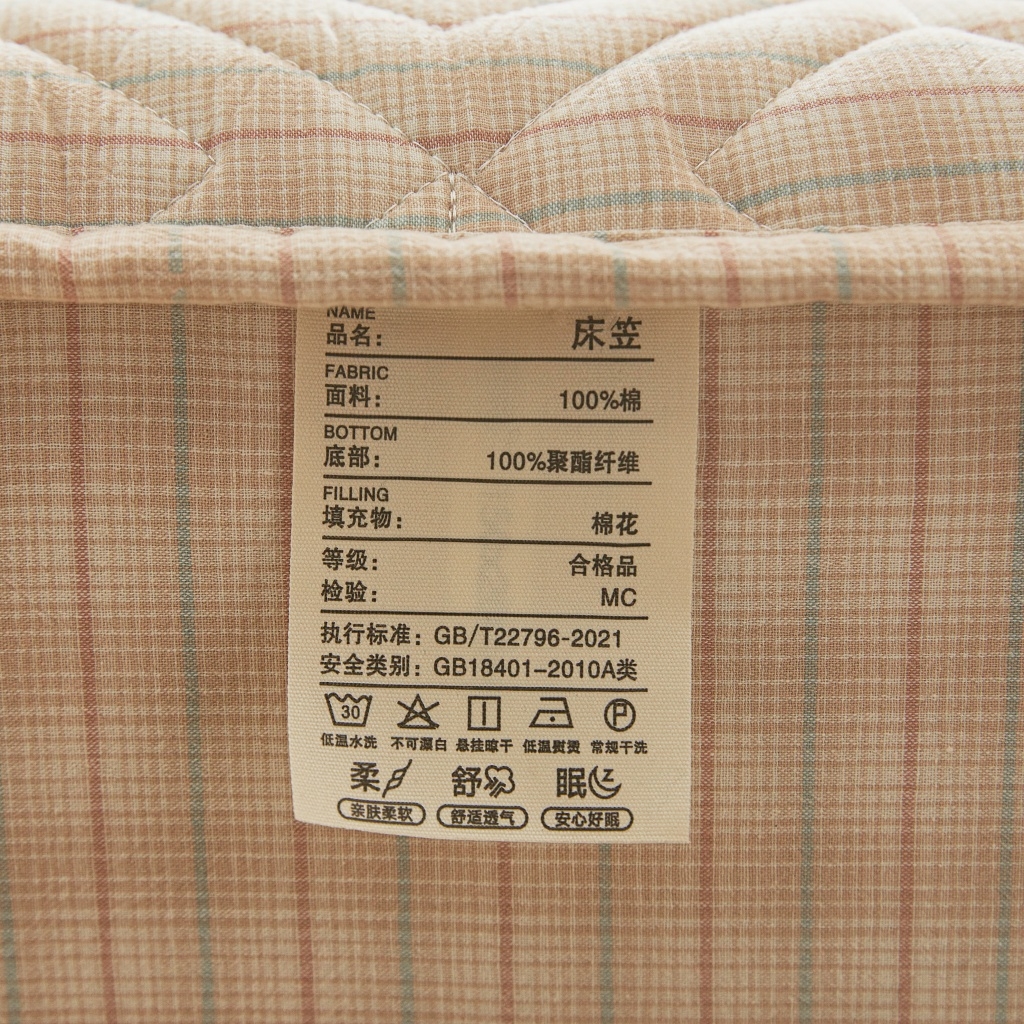 NAME
品名： 床笠
FABRIC
面料： 100%棉
BOTTOM
底部： 100%聚酯纤维
FILLING
填充物： 棉花
等级： 合格品
检验： MC
执行标准：GB/T22796-2021
安全类别：GB18401-2010A类
30 P
低温水洗 不可漂白 悬挂晾干 低温熨烫 常规干洗
柔 舒 眠
亲肤柔软 舒适透气 安心好眠